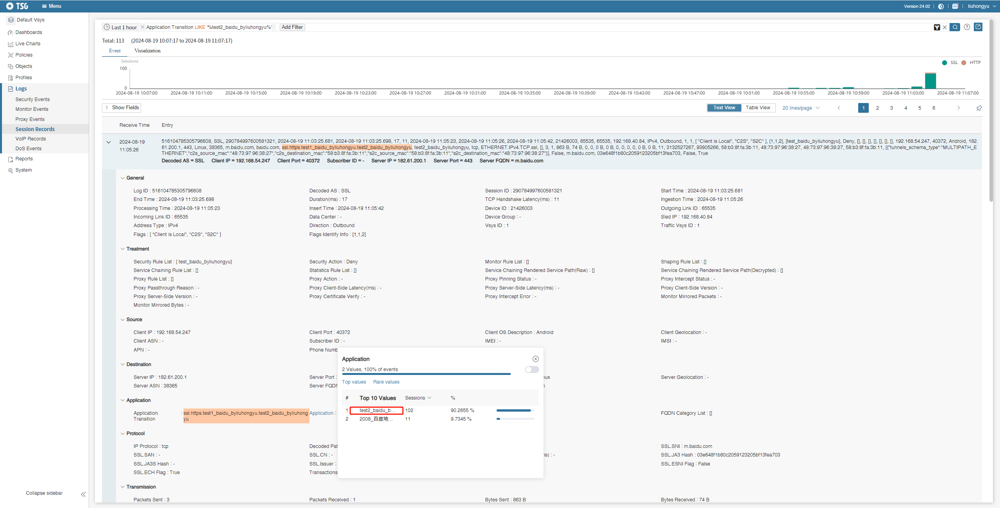 TSG Menu Version 24.02 EN liuhongyu
Default Vsys
Dashboards
Live Charts
Policies
Objects
Profiles
Logs
Security Events
Monitor Events
Proxy Events
Session Records
VoIP Records
DoS Events
Reports
System
Collapse sidebar
Last 1 hour Application Transition LIKE '%test2_baidu_byliuhongyu%' Add Filter
Total: 113 (2024-08-19 10:07:17 to 2024-08-19 11:07:17)
Event Visualization
Sessions
SSL HTTP
100
0
2024-08-19 10:07:00 2024-08-19 10:11:00 2024-08-19 10:15:00 2024-08-19 10:19:00 2024-08-19 10:23:00 2024-08-19 10:27:00 2024-08-19 10:31:00 2024-08-19 10:35:00 2024-08-19 10:39:00 2024-08-19 10:43:00 2024-08-19 10:47:00 2024-08-19 10:51:00 2024-08-19 10:55:00 2024-08-19 10:59:00 2024-08-19 11:03:00 2024-08-19 11:07:00
Show Fields Text View Table View 20 lines/page 1 2 3 4 5 6
Receive Time Entry
2024-08-19
11:05:26
516104785305796608, SSL, 290784997600581321, 2024-08-19 11:03:25.681, 2024-08-19 11:03:25.698, 17, 11, 2024-08-19 11:05:23, 2024-08-19 11:05:26, 2024-08-19 11:05:42, 21426003, 65535, 65535, 192.168.40.84, IPv4, Outbound, 1, 1, [ "Client is Local", "C2S", "S2C" ], [1,1,2], [test_baidu_byliuhongyu], Deny, [], [], [], [], [], [], [], 192.168.54.247, 40372, Android, 182.
61.200.1, 443, Linux, 38365, m.baidu.com, baidu.com, ssl.https.test1_baidu_byliuhongyu.test2_baidu_byliuhongyu, test2_baidu_byliuhongyu, tcp, ETHERNET.IPv4.TCP.ssl, [], 3, 1, 863 B, 74 B, 0, 0, 0 B, 0 B, 0, 0, 0, 0, 0 B, 0 B, 11, 3132527267, 93805266, 58:b3:8f:fa:3b:11, 48:73:97:96:38:27, 48:73:97:96:38:27, 58:b3:8f:fa:3b:11, [{"tunnels_schema_type":"MULTIPATH_E
THERNET","c2s_source_mac":"48:73:97:96:38:27","c2s_destination_mac":"58:b3:8f:fa:3b:11","s2c_source_mac":"58:b3:8f:fa:3b:11","s2c_destination_mac":"48:73:97:96:38:27"}], False, m.baidu.com, 03e648f1b80c2059123205bf13fea703, False, True
Decoded AS = SSL Client IP = 192.168.54.247 Client Port = 40372 Subscriber ID = - Server IP = 182.61.200.1 Server Port = 443 Server FQDN = m.baidu.com
General
Log ID : 516104785305796608 Decoded AS : SSL Session ID : 290784997600581321 Start Time : 2024-08-19 11:03:25.681
End Time : 2024-08-19 11:03:25.698 Duration(ms) : 17 TCP Handshake Latency(ms) : 11 Ingestion Time : 2024-08-19 11:05:26
Processing Time : 2024-08-19 11:05:23 Insert Time : 2024-08-19 11:05:42 Device ID : 21426003 Outgoing Link ID : 65535
Incoming Link ID : 65535 Data Center : - Device Group : - Sled IP : 192.168.40.84
Address Type : IPv4 Direction : Outbound Vsys ID : 1 Traffic Vsys ID : 1
Flags : [ "Client is Local", "C2S", "S2C" ] Flags Identify Info : [1,1,2]
Treatment
Security Rule List : [ test_baidu_byliuhongyu] Security Action : Deny Monitor Rule List : [] Shaping Rule List : []
Service Chaining Rule List : [] Statistics Rule List : [] Service Chaining Rendered Service Path(Raw) : [] Service Chaining Rendered Service Path(Decrypted) : []
Proxy Rule List : [] Proxy Action : - Proxy Pinning Status : - Proxy Intercept Status : -
Proxy Passthrough Reason : - Proxy Client-Side Latency(ms) : - Proxy Server-Side Latency(ms) : - Proxy Client-Side Version : -
Proxy Server-Side Version : - Proxy Certificate Verify : - Proxy Intercept Error : - Monitor Mirrored Packets : -
Monitor Mirrored Bytes : -
Source
Client IP : 192.168.54.247 Client Port : 40372 Client OS Description : Android Client Geolocation : -
Client ASN : - Subscriber ID : - IMEI : - IMSI : -
APN : - Phone Numb
Destination
Server IP : 182.61.200.1 Server Port : nux Server Geolocation : -
Server ASN : 38365 Server FQDN
Application
Application Transition : ssl.https.test1_baidu_byliuhongyu.test2_baidu_byliuhong
yu
Application : FQDN Category List : []
Protocol
IP Protocol : tcp Decoded Pat SSL.SNI : m.baidu.com
SSL.SAN : - SSL.CN : - ns) : - SSL.JA3 Hash : 03e648f1b80c2059123205bf13fea703
SSL.JA3S Hash : - SSL.Issuer : SSL.ESNI Flag : False
SSL.ECH Flag : True Transactions
Transmission
Packets Sent : 3 Packets Received : 1 Bytes Sent : 863 B Bytes Received : 74 B
Application
2 Values, 100% of events
Top values Rare values
# Top 10 Values Sessions %
1 test2_baidu_b... 102 90.2655 %
2 2008_百度地... 11 9.7345 %